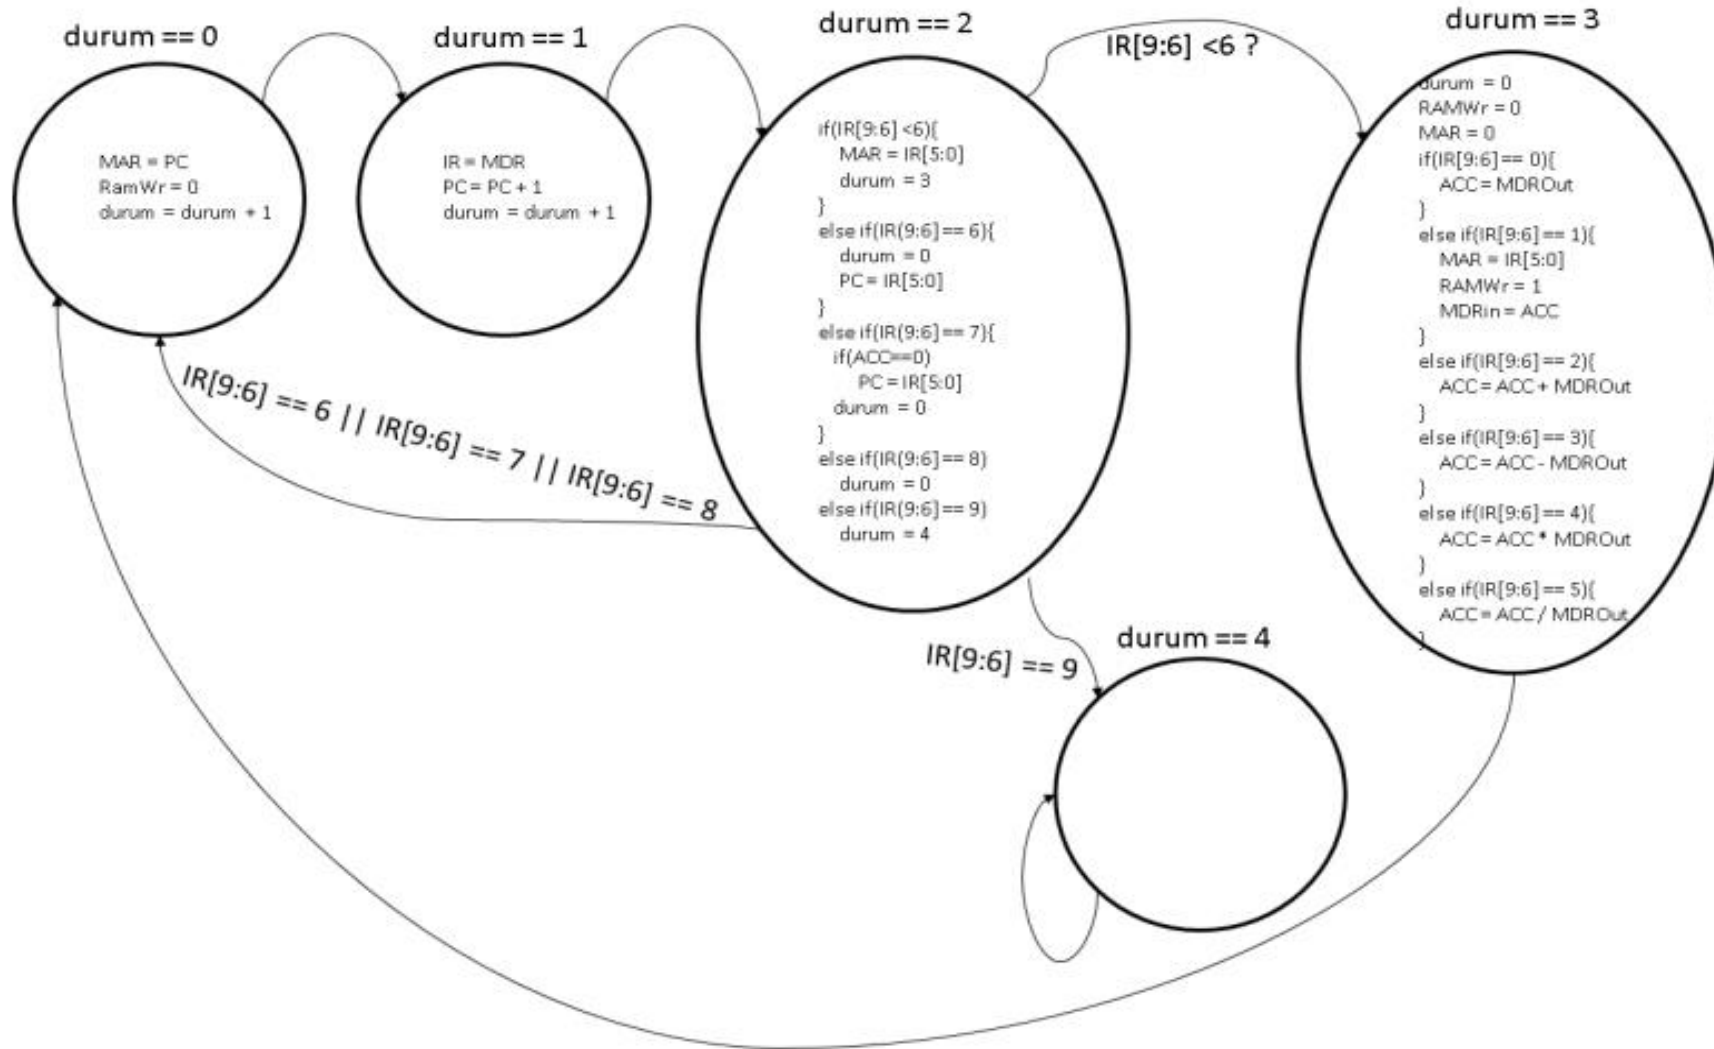 durum == 0
MAR = PC
RamWr = 0
durum = durum + 1
durum == 1
IR = MDR
PC = PC + 1
durum = durum + 1
durum == 2
if(IR[9:6] <6){
MAR = IR[5:0]
durum = 3
}
else if(IR(9:6] == 6){
durum = 0
PC = IR[5:0]
}
else if(IR(9:6] == 7){
if(ACC==0)
PC = IR[5:0]
durum = 0
}
else if(IR(9:6] == 8)
durum = 0
else if(IR(9:6] == 9)
durum = 4
IR[9:6] <6 ?
durum == 3
durum = 0
RAMWr = 0
MAR = 0
if(IR[9:6] == 0){
ACC = MDROut
}
else if(IR[9:6] == 1){
MAR = IR[5:0]
RAMWr = 1
MDRin = ACC
}
else if(IR[9:6] == 2){
ACC = ACC + MDROut
}
else if(IR[9:6] == 3){
ACC = ACC - MDROut
}
else if(IR[9:6] == 4){
ACC = ACC * MDROut
}
else if(IR[9:6] == 5){
ACC = ACC / MDROut
}
IR[9:6] == 6 || IR[9:6] == 7 || IR[9:6] == 8
IR[9:6] == 9
durum == 4